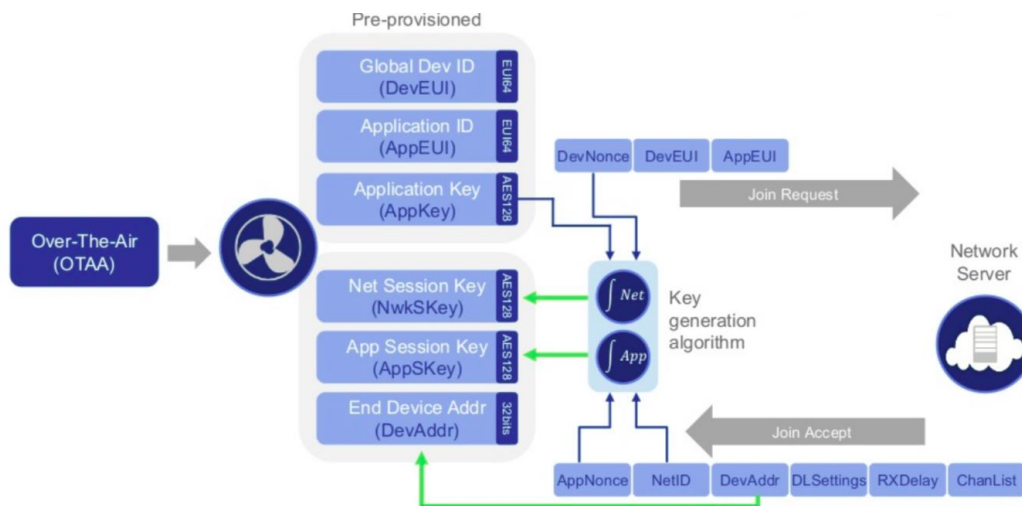 Pre-provisioned
Global Dev ID
(DevEUI)
EUI64
Application ID
(AppEUI)
EUI64
Application Key
(AppKey)
AES128
DevNonce DevEUI AppEUI
Join Request
Over-The-Air
(OTAA)
Net Session Key
(NwkSKey)
AES128
App Session Key
(AppSKey)
AES128
End Device Addr
(DevAddr)
32bits
∫ Net
∫ App
Key
generation
algorithm
Network
Server
Join Accept
AppNonce NetID DevAddr DLSettings RXDelay ChanList